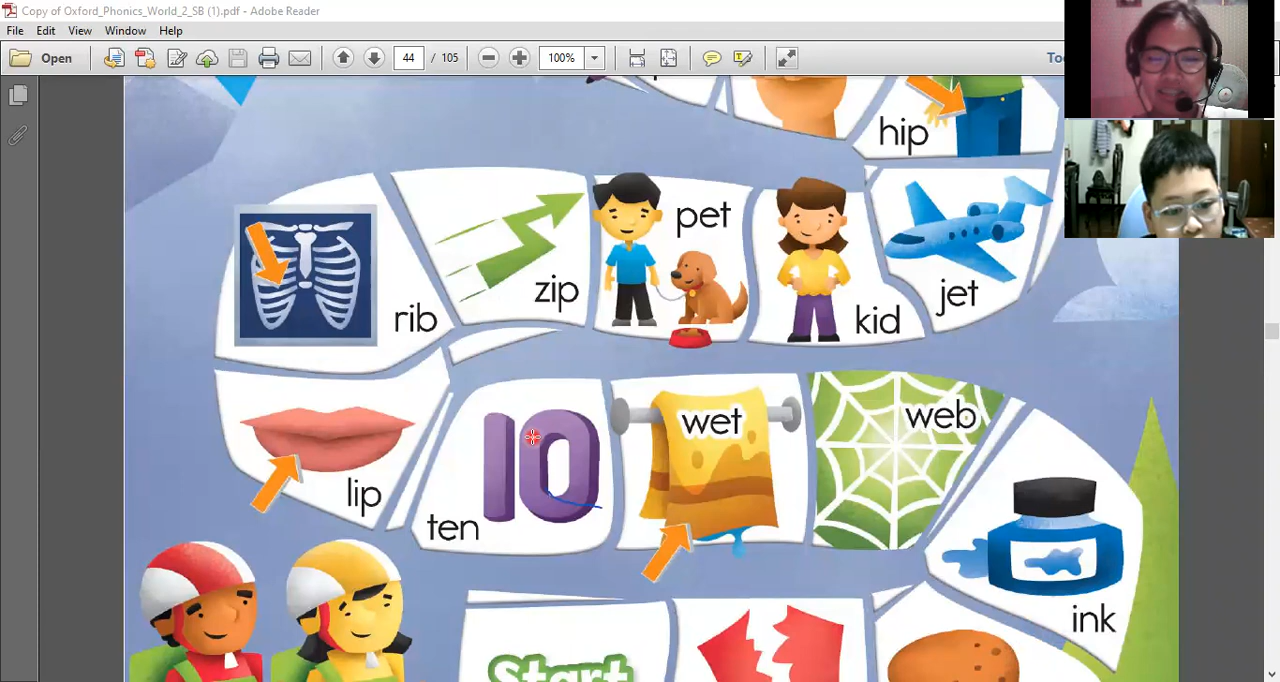 Copy of Oxford_Phonics_World_2_SB (1).pdf - Adobe Reader
File Edit View Window Help
Open 44 / 105 100%
hip
rib zip pet kid jet
lip ten 10 wet web ink
Start